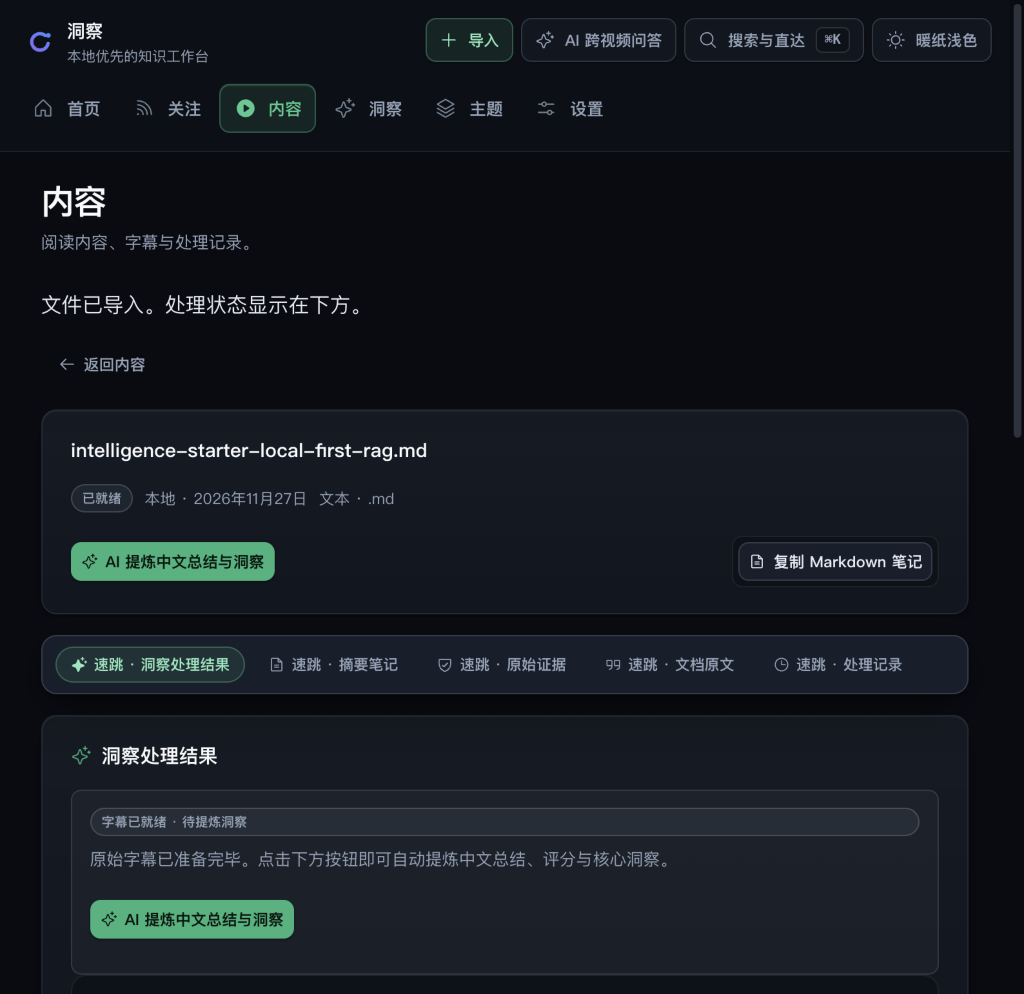 洞察
本地优先的知识工作台
导入
AI 跨视频问答
搜索与直达 ⌘K
暖纸浅色
首页
关注
内容
洞察
主题
设置
内容
阅读内容、字幕与处理记录。
文件已导入。处理状态显示在下方。
← 返回内容
intelligence-starter-local-first-rag.md
已就绪 本地 · 2026年11月27日 文本 · .md
AI 提炼中文总结与洞察
复制 Markdown 笔记
速跳 · 洞察处理结果
速跳 · 摘要笔记
速跳 · 原始证据
速跳 · 文档原文
速跳 · 处理记录
洞察处理结果
字幕已就绪 · 待提炼洞察
原始字幕已准备完毕。点击下方按钮即可自动提炼中文总结、评分与核心洞察。
AI 提炼中文总结与洞察